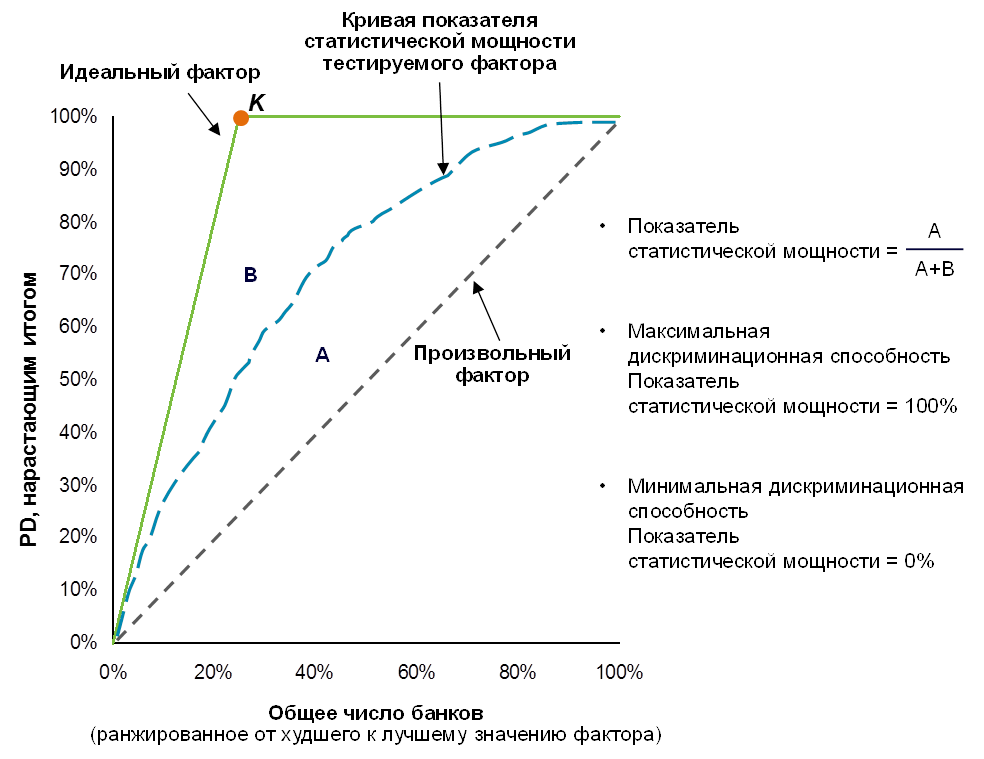 Кривая показателя
статистической мощности
тестируемого фактора
Идеальный фактор
K
100%
90%
80%
70%
60%
50%
40%
30%
20%
10%
0%
PD, нарастающим итогом
B
A
Произвольный
фактор
0%
20%
40%
60%
80%
100%
Общее число банков
(ранжированное от худшего к лучшему значению фактора)
• Показатель
статистической мощности = A
A+B
• Максимальная
дискриминационная способность
Показатель
статистической мощности = 100%
• Минимальная дискриминационная
способность
Показатель
статистической мощности = 0%